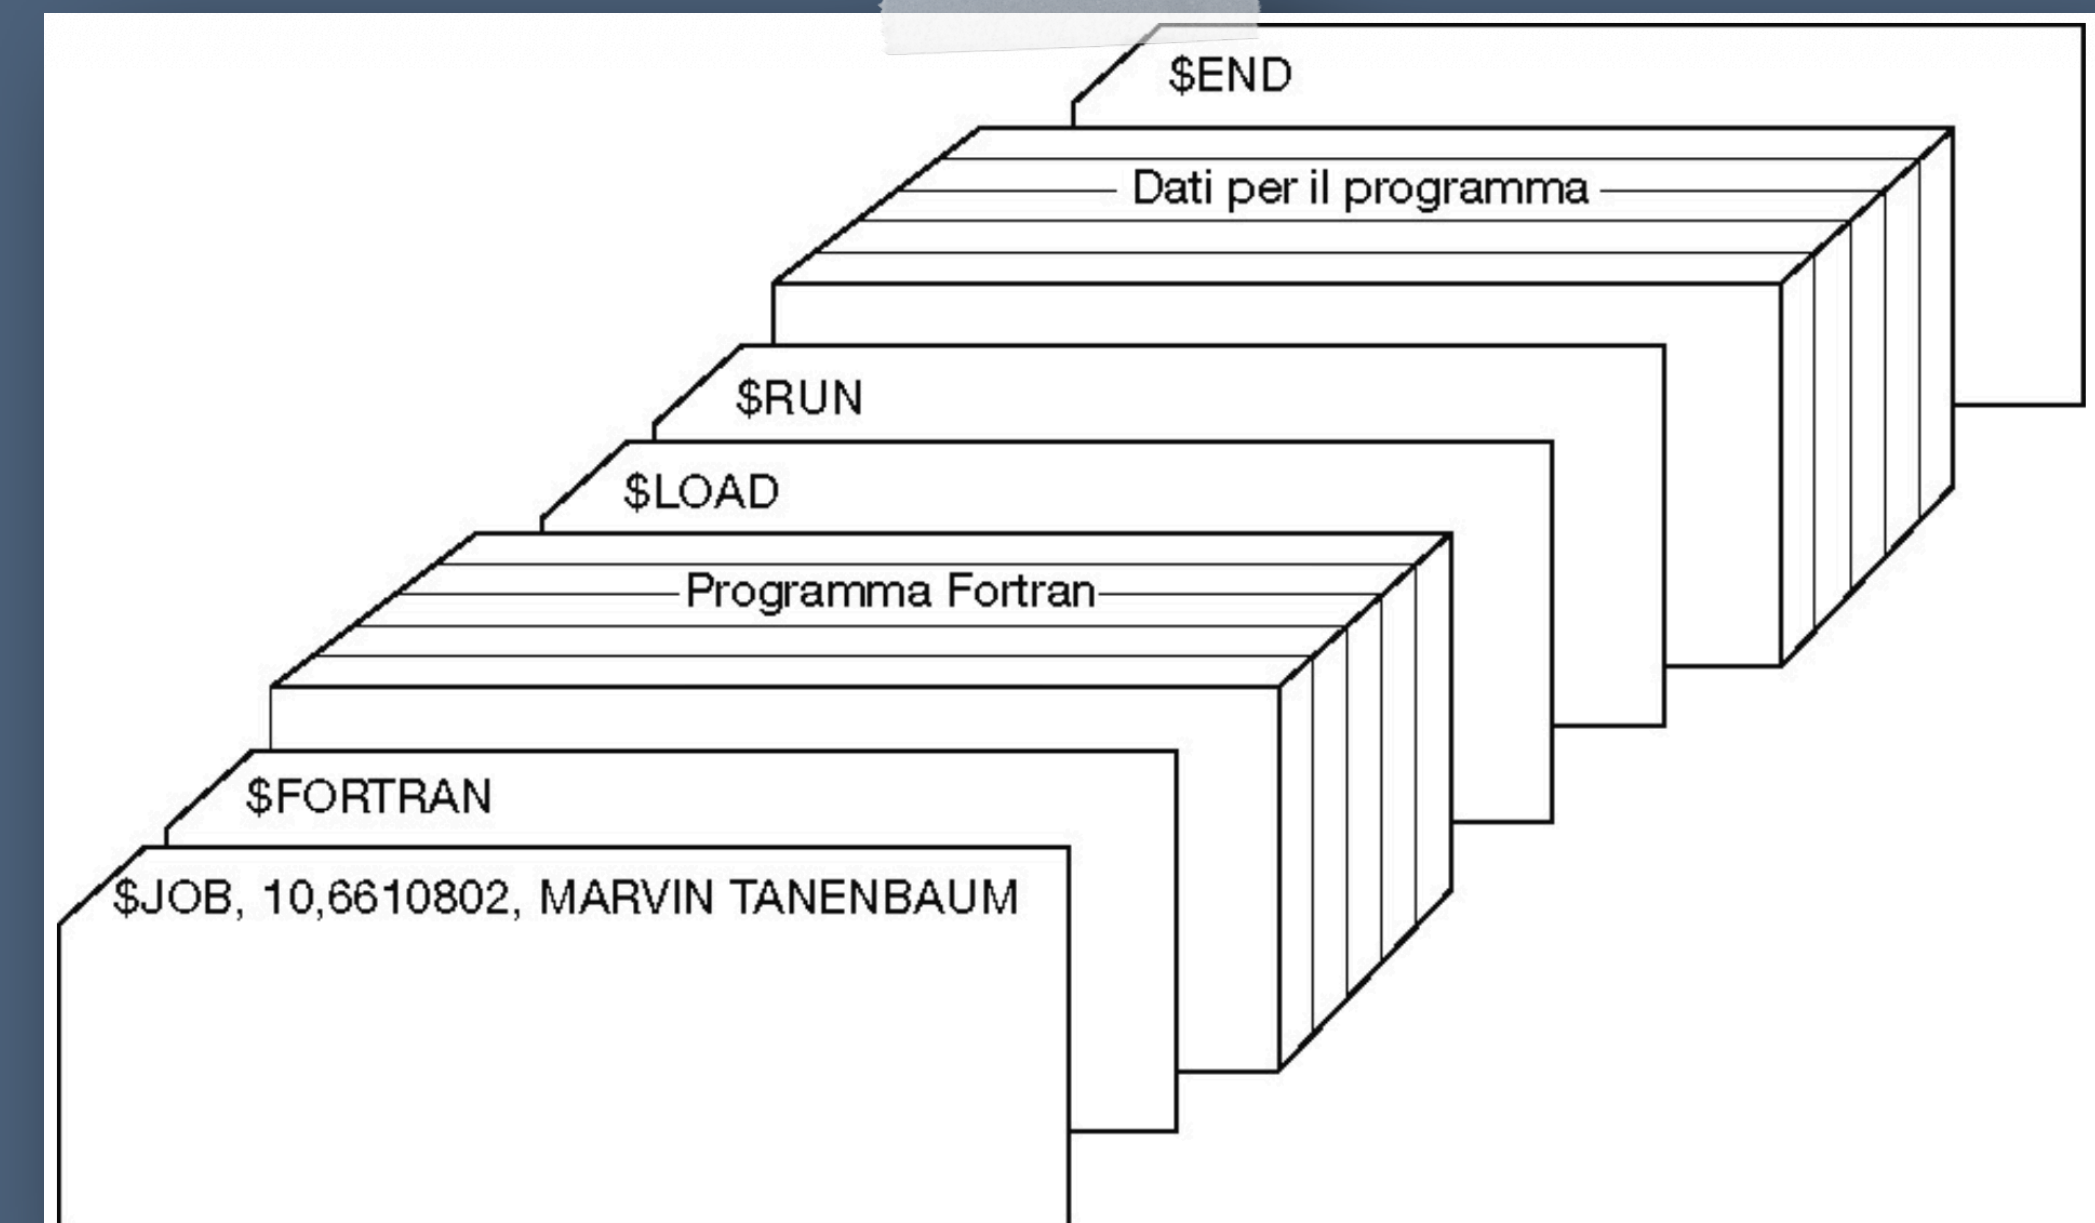 $END
Dati per il programma
$RUN
$LOAD
Programma Fortran
$FORTRAN
$JOB, 10,6610802, MARVIN TANENBAUM